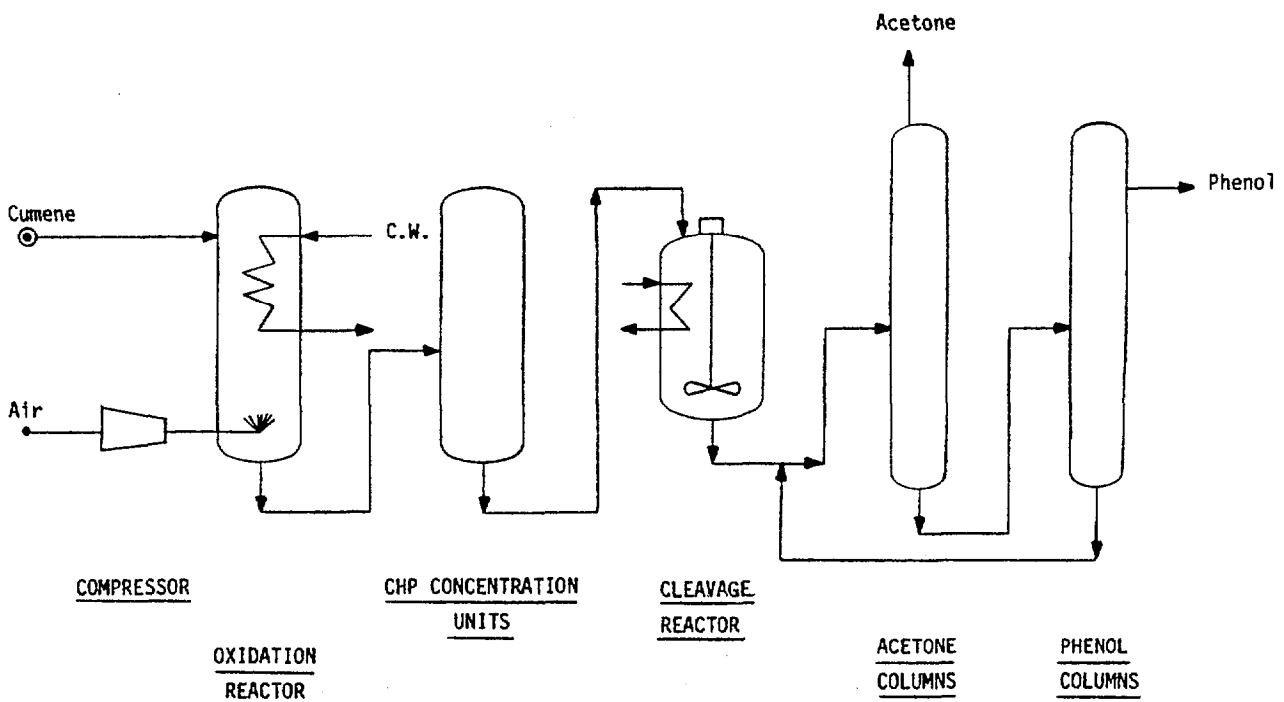 Acetone
Phenol
Cumene
C.W.
Air
COMPRESSOR
OXIDATION
REACTOR
CHP CONCENTRATION
UNITS
CLEAVAGE
REACTOR
ACETONE
COLUMNS
PHENOL
COLUMNS